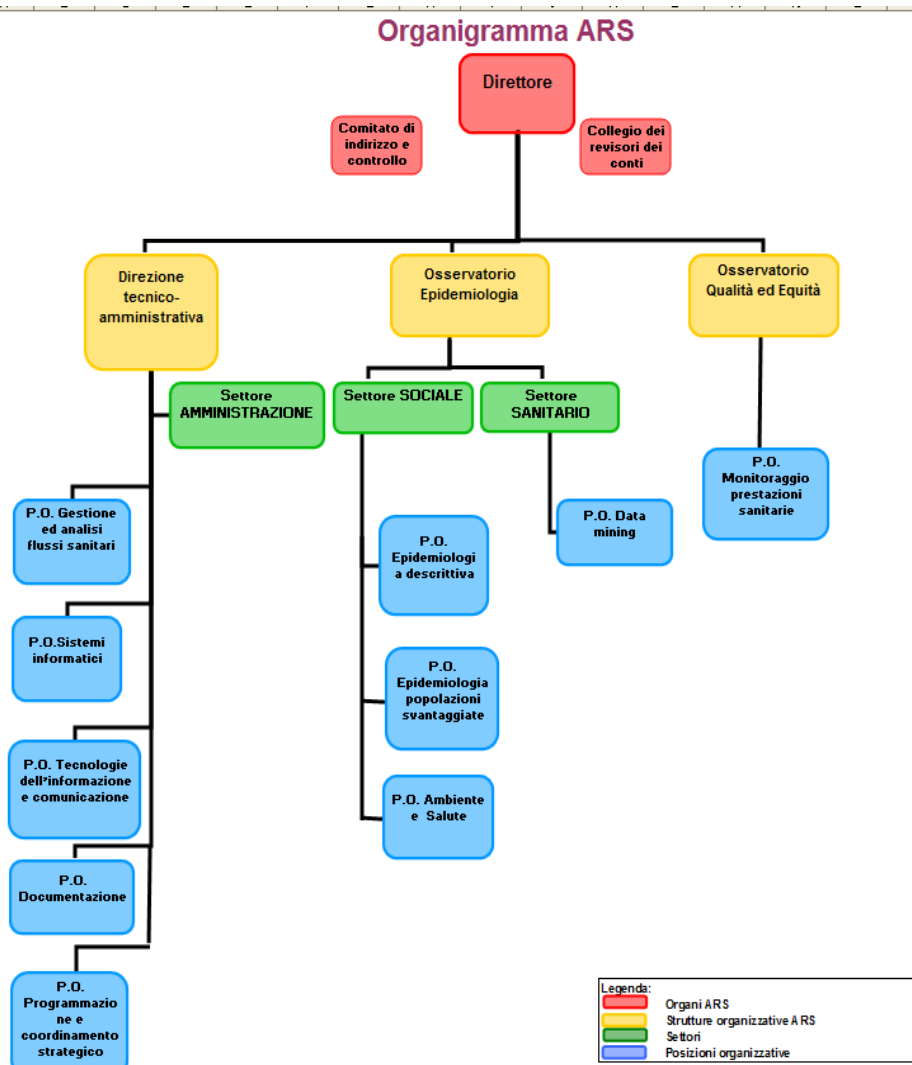 Organigramma ARS
Direttore
Comitato di
indirizzo e
controllo
Collegio dei
revisori dei
conti
Direzione
tecnico-
amministrativa
Osservatorio
Epidemiologia
Osservatorio
Qualità ed Equità
Settore
AMMINISTRAZIONE
Settore SOCIALE
Settore
SANITARIO
P.O. Gestione
ed analisi
flussi sanitari
P.O.Sistemi
informatici
P.O. Tecnologie
dell'informazione
e comunicazione
P.O.
Documentazione
P.O.
Programmazio
ne e
coordinamento
strategico
P.O.
Epidemiologi
a descrittiva
P.O.
Epidemiologia
popolazioni
svantaggiate
P.O. Ambiente
e Salute
P.O. Data
mining
P.O.
Monitoraggio
prestazioni
sanitarie
Legenda:
Organi ARS
Strutture organizzative ARS
Settori
Posizioni organizzative